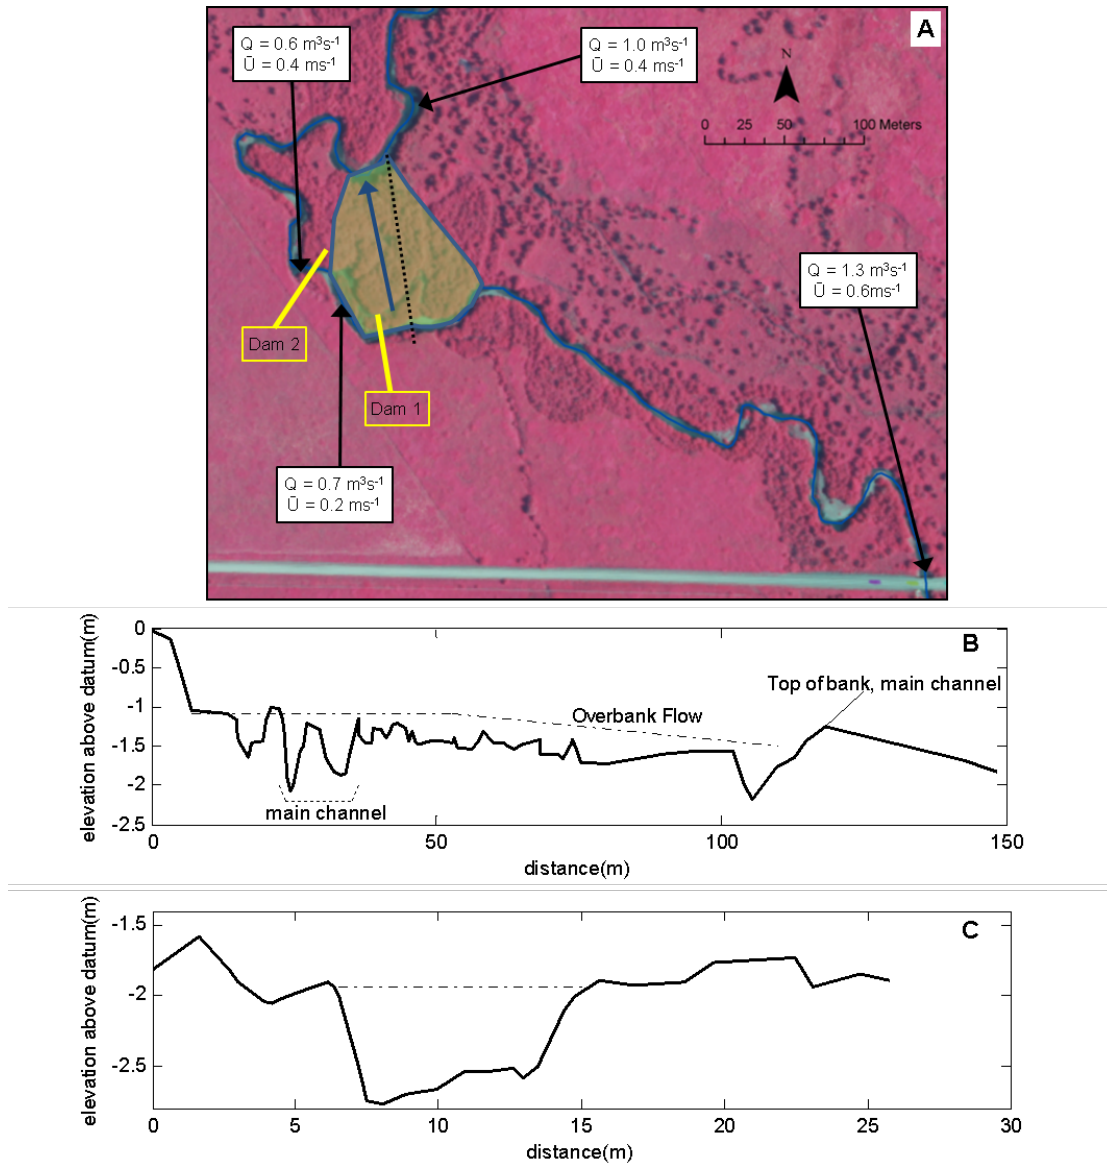 A
Q = 0.6 m³s⁻¹
Ū = 0.4 ms⁻¹
Q = 1.0 m³s⁻¹
Ū = 0.4 ms⁻¹
N
0 25 50 100 Meters
Q = 1.3 m³s⁻¹
Ū = 0.6ms⁻¹
Dam 2
Dam 1
Q = 0.7 m³s⁻¹
Ū = 0.2 ms⁻¹
B
elevation above datum(m)
0
-0.5
-1
-1.5
-2
-2.5
Top of bank, main channel
Overbank Flow
main channel
0 50 100 150
distance(m)
C
elevation above datum(m)
-1.5
-2
-2.5
0 5 10 15 20 25 30
distance(m)